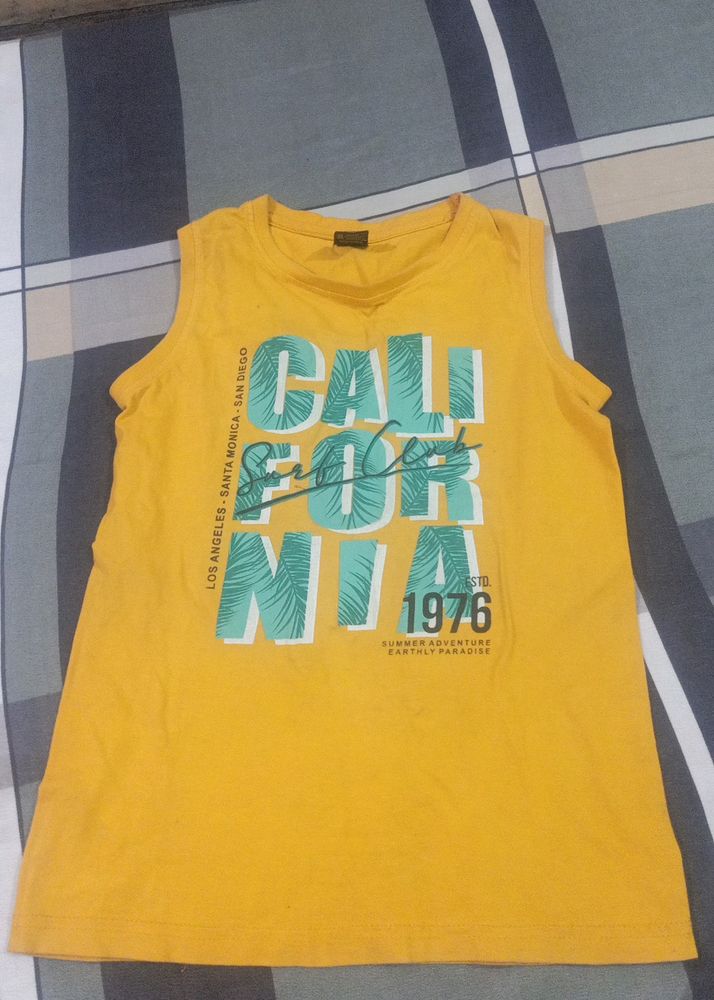 LOS ANGELES - SANTA MONICA - SAN DIEGO
CALI
FOR
Surf Club
NIA
ESTD.
1976
SUMMER ADVENTURE
EARTHLY PARADISE